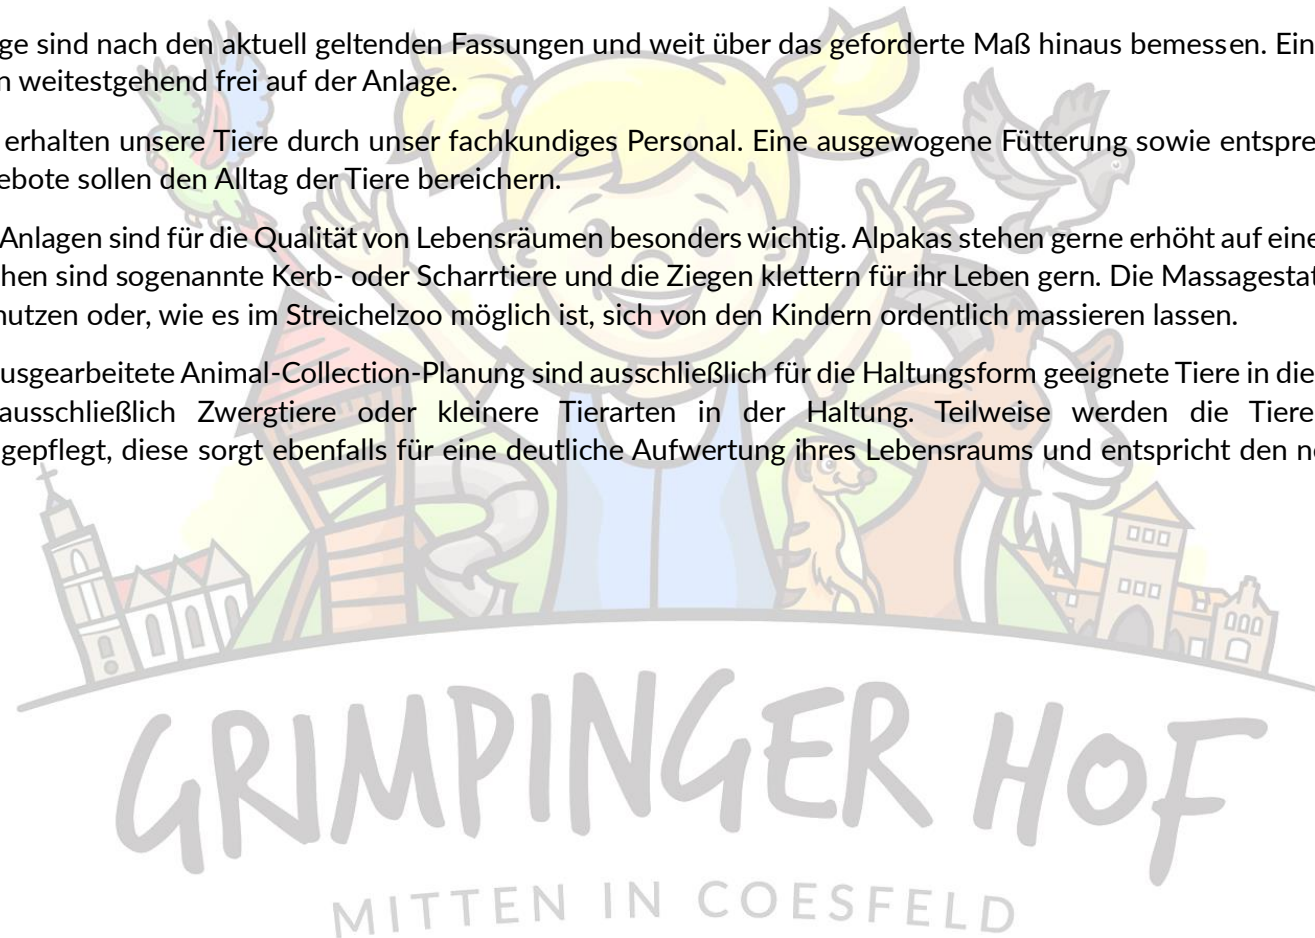 ge sind nach den aktuell geltenden Fassungen und weit über das geforderte Maß hinaus bemessen. Ein
n weitestgehend frei auf der Anlage.
erhalten unsere Tiere durch unser fachkundiges Personal. Eine ausgewogene Fütterung sowie entspre
ebote sollen den Alltag der Tiere bereichern.
Anlagen sind für die Qualität von Lebensräumen besonders wichtig. Alpakas stehen gerne erhöht auf eine
hen sind sogenannte Kerb- oder Scharrtiere und die Ziegen klettern für ihr Leben gern. Die Massagestat
nutzen oder, wie es im Streichelzoo möglich ist, sich von den Kindern ordentlich massieren lassen.
usgearbeitete Animal-Collection-Planung sind ausschließlich für die Haltungsform geeignete Tiere in die
ausschließlich Zwergtiere oder kleinere Tierarten in der Haltung. Teilweise werden die Tiere
gepflegt, diese sorgt ebenfalls für eine deutliche Aufwertung ihres Lebensraums und entspricht den n
GRIMPINGER HOF
MITTEN IN COESFELD